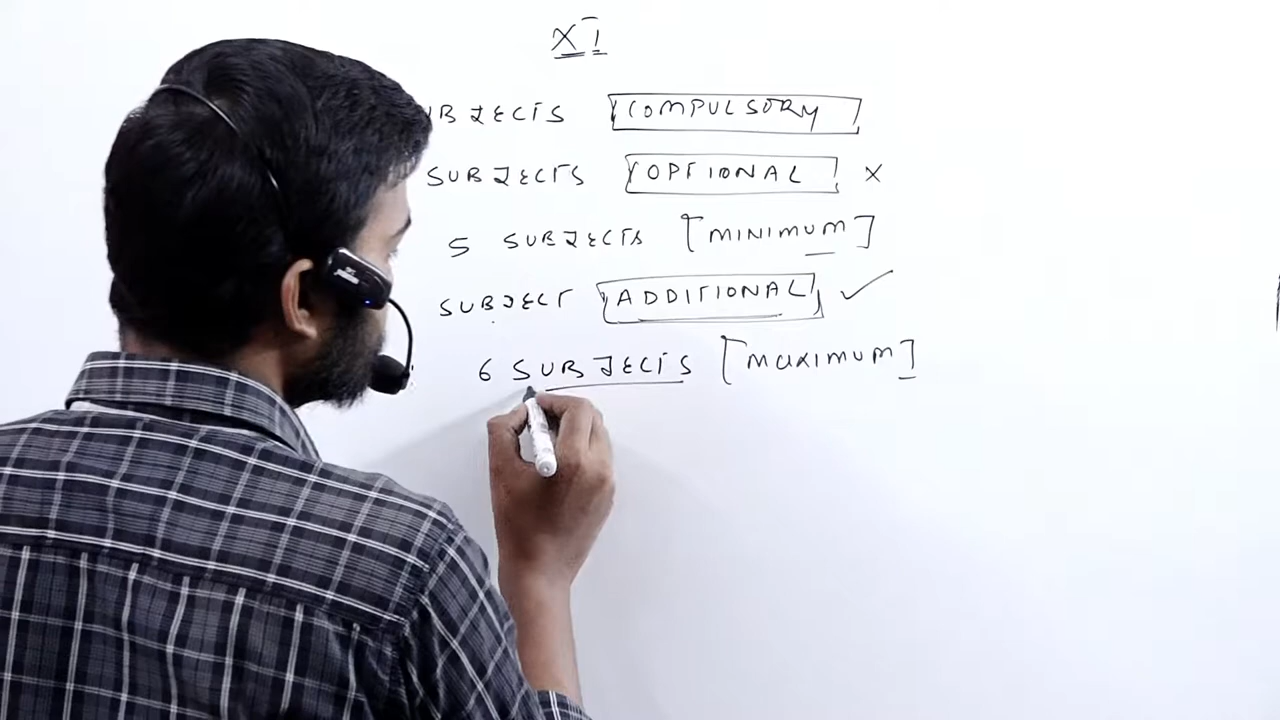 XI
SUBJECTS [COMPULSORY]
SUBJECTS [OPTIONAL] X
5 SUBJECTS [MINIMUM]
SUBJECT [ADDITIONAL] ✓
6 SUBJECTS [MAXIMUM]